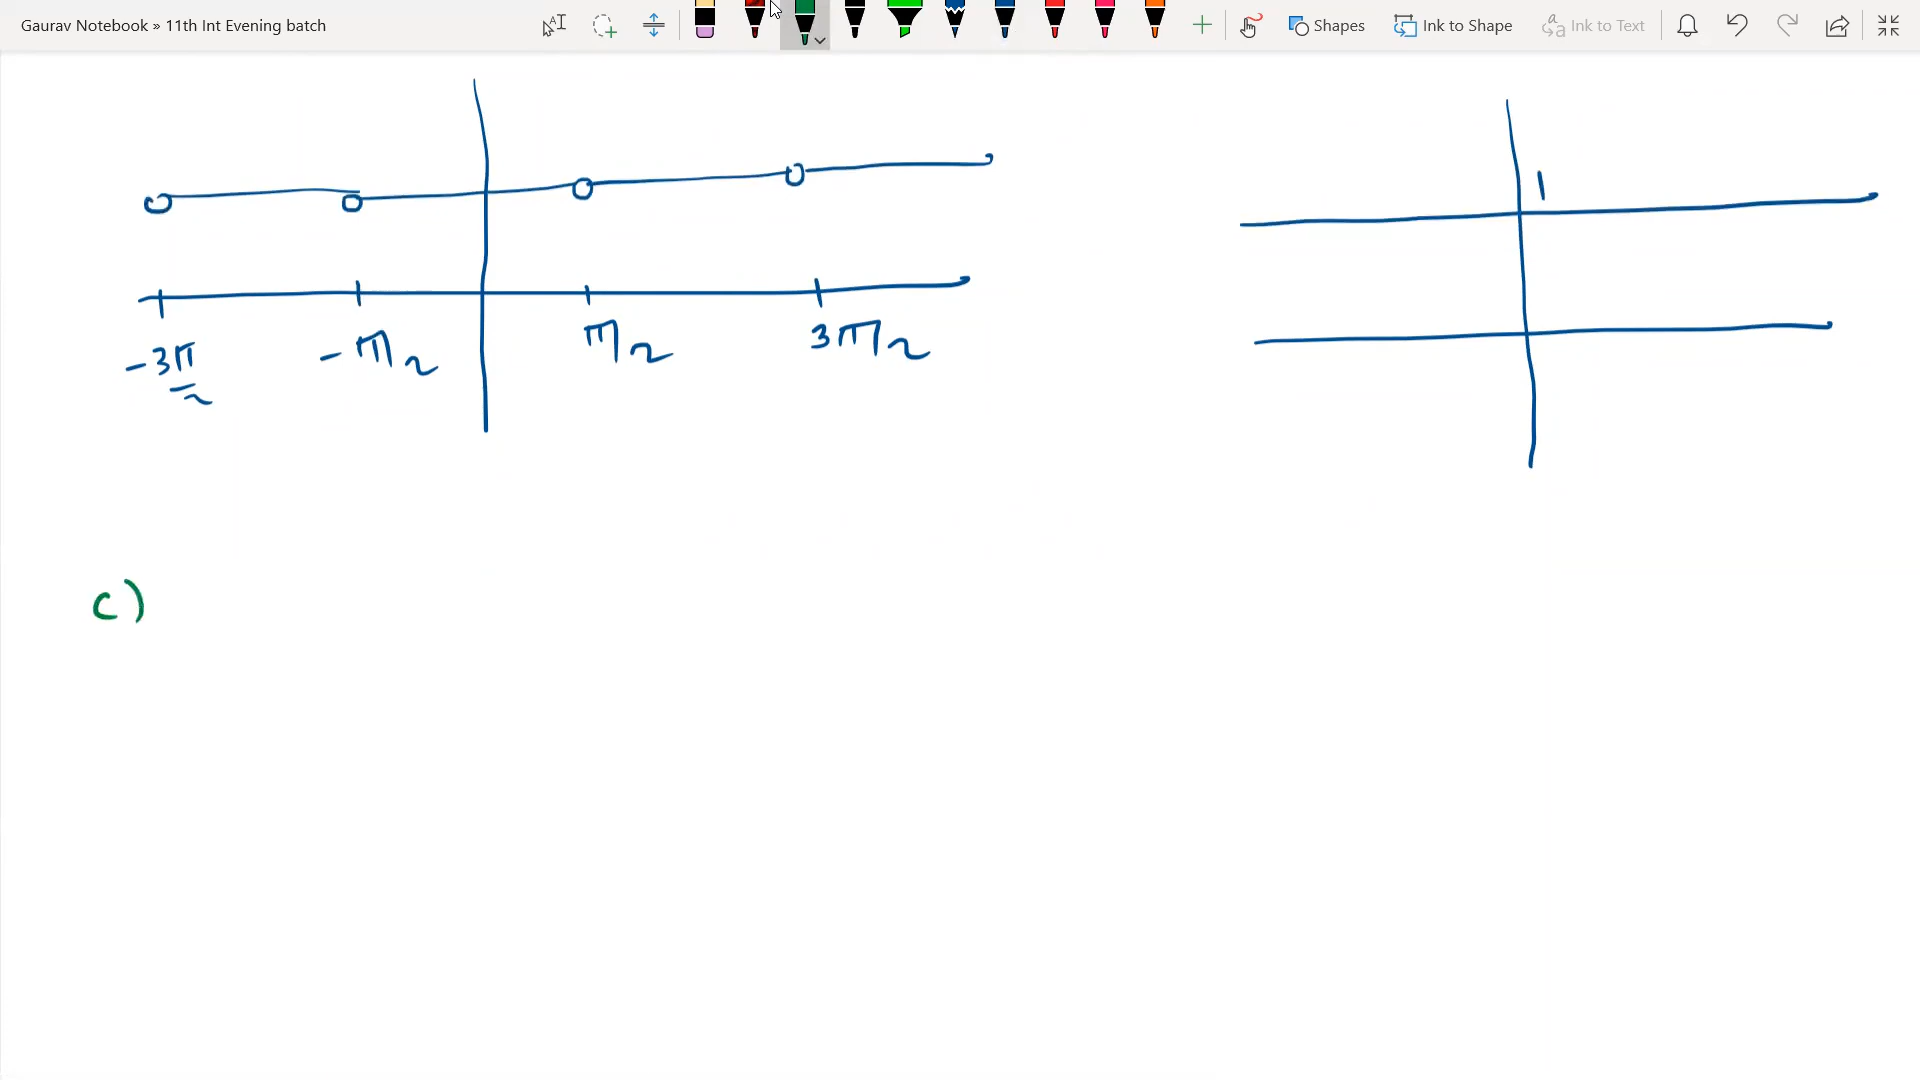 Gaurav Notebook » 11th Int Evening batch
Shapes
Ink to Shape
Ink to Text
1
-3π/2
-π/2
π/2
3π/2
c)